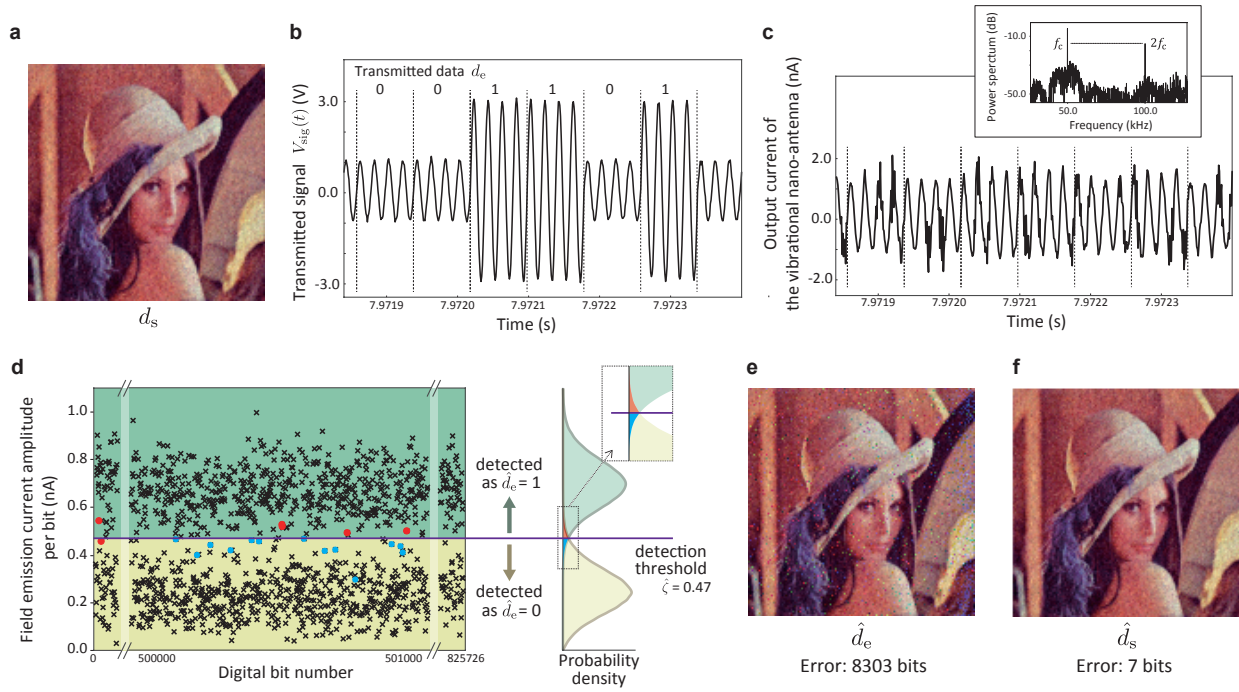 a
d_s
b
Transmitted data d_e
0 0 1 1 0 1
Transmitted signal V_sig(t) (V)
3.0
0.0
-3.0
7.9719 7.9720 7.9721 7.9722 7.9723
Time (s)
c
Power sperctrum (dB)
-10.0
-50.0
f_c
2f_c
50.0 100.0
Frequency (kHz)
Output current of
the vibrational nano-antenna (nA)
2.0
0.0
-2.0
7.9719 7.9720 7.9721 7.9722 7.9723
Time (s)
d
Field emission current amplitude
per bit (nA)
1.0
0.8
0.6
0.4
0.2
0.0
0 500000 501000 825726
Digital bit number
detected
as d̂_e = 1
detected
as d̂_e = 0
Probability
density
detection
threshold
ζ̂ = 0.47
e
d̂_e
Error: 8303 bits
f
d̂_s
Error: 7 bits